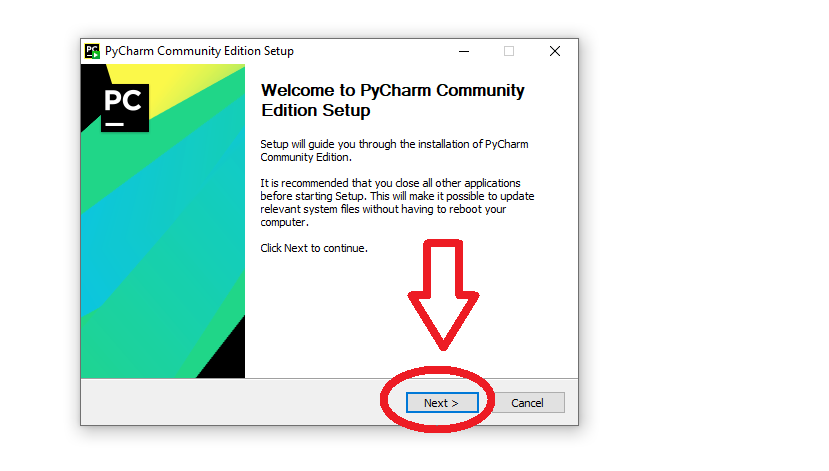 PC PyCharm Community Edition Setup
PC
Welcome to PyCharm Community
Edition Setup
Setup will guide you through the installation of PyCharm
Community Edition.
It is recommended that you close all other applications
before starting Setup. This will make it possible to update
relevant system files without having to reboot your
computer.
Click Next to continue.
Next > Cancel